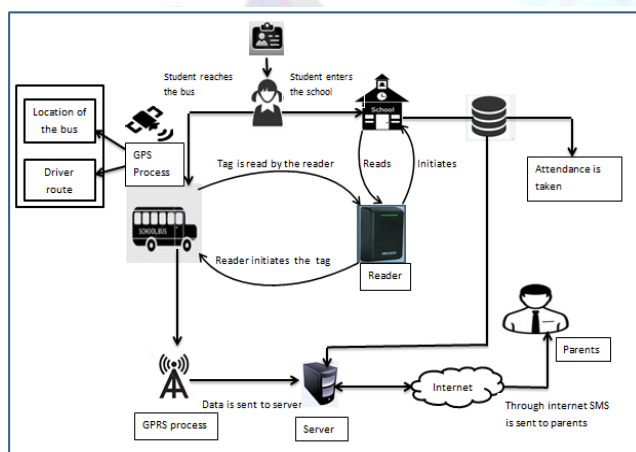 Student reaches
the bus
Student enters
the school
Location of
the bus
GPS
Process
School
Driver
route
Tag is read by the reader
Reads
Initiates
Attendance is
taken
SCHOOL BUS
Reader initiates the tag
Reader
Parents
Internet
Data is sent to server
Through internet SMS
is sent to parents
GPRS process
Server